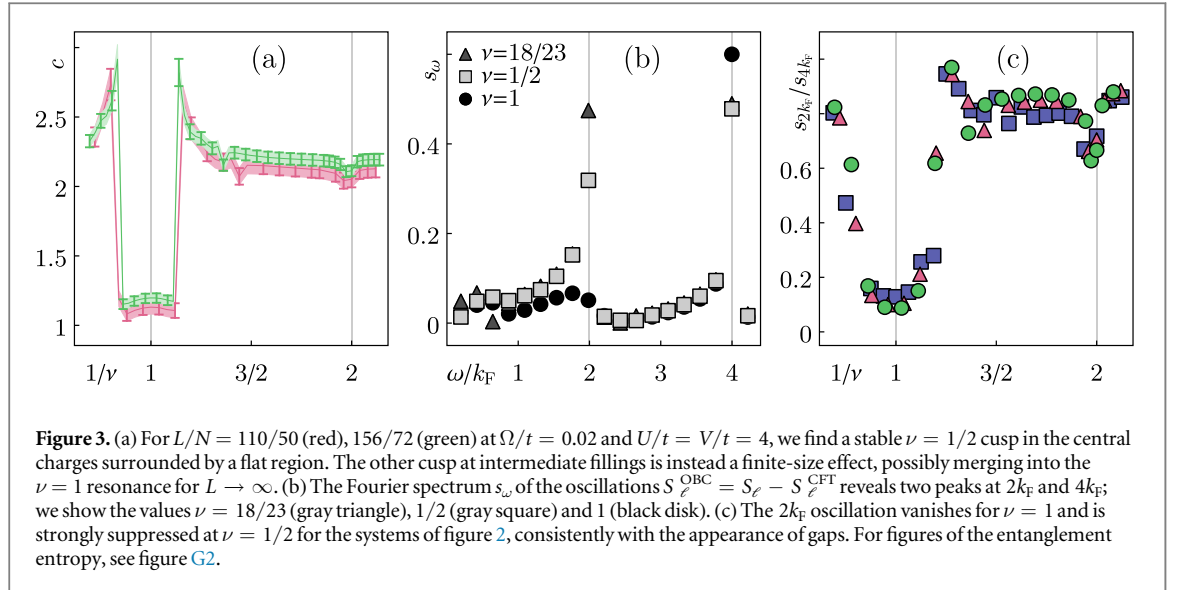 (a)
c
2.5
2
1.5
1
1/ν 1 3/2 2
(b)
s_ω
ν=18/23
ν=1/2
ν=1
0.4
0.2
0
ω/k_F 1 2 3 4
(c)
s_{2k_F}/s_{4k_F}
0.6
0.4
0.2
0
1/ν 1 3/2 2
Figure 3. (a) For L/N = 110/50 (red), 156/72 (green) at Ω/t = 0.02 and U/t = V/t = 4, we find a stable ν = 1/2 cusp in the central
charges surrounded by a flat region. The other cusp at intermediate fillings is instead a finite-size effect, possibly merging into the
ν = 1 resonance for L → ∞. (b) The Fourier spectrum s_ω of the oscillations S_ℓ^OBC = S_ℓ − S_ℓ^CFT reveals two peaks at 2k_F and 4k_F;
we show the values ν = 18/23 (gray triangle), 1/2 (gray square) and 1 (black disk). (c) The 2k_F oscillation vanishes for ν = 1 and is
strongly suppressed at ν = 1/2 for the systems of figure 2, consistently with the appearance of gaps. For figures of the entanglement
entropy, see figure G2.